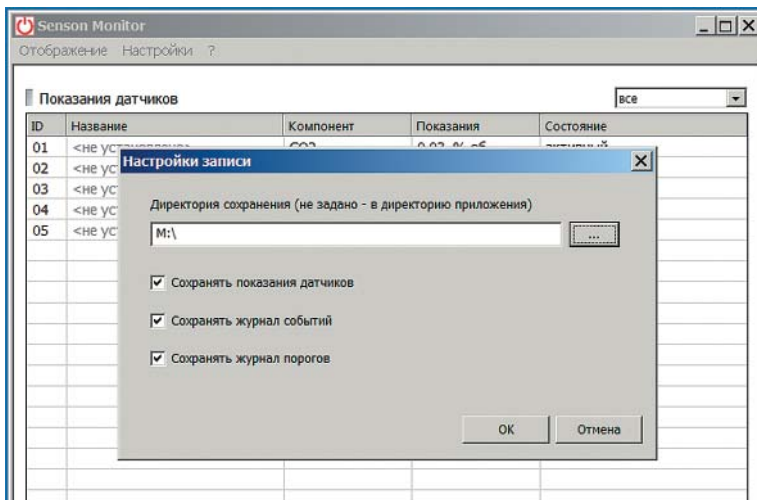 Senson Monitor
Отображение Настройки ?
Показания датчиков
все
ID Название Компонент Показания Состояние
01
02
03
04
05
Настройки записи
Директория сохранения (не задано - в директорию приложения)
M:\
...
Сохранять показания датчиков
Сохранять журнал событий
Сохранять журнал порогов
OK Отмена